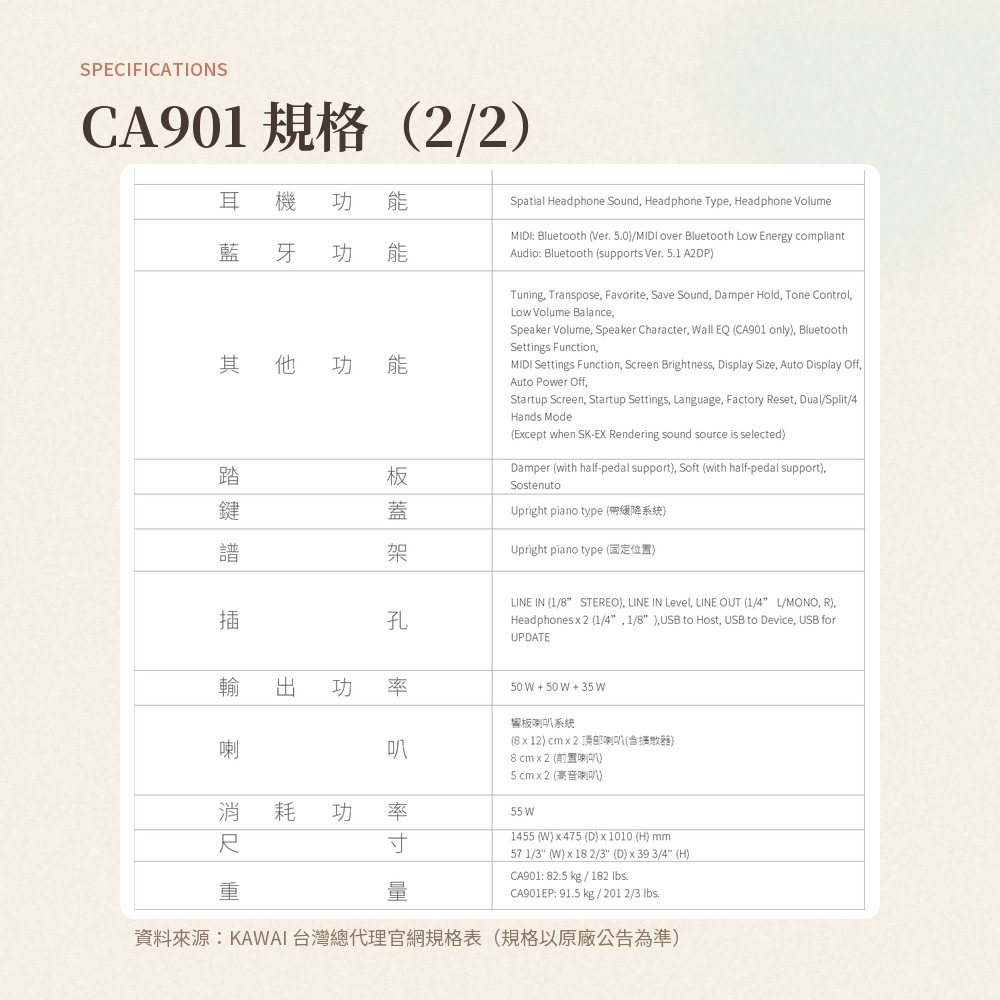 SPECIFICATIONS
CA901 規格（2/2）
耳機功能
Spatial Headphone Sound, Headphone Type, Headphone Volume
藍牙功能
MIDI: Bluetooth (Ver. 5.0)/MIDI over Bluetooth Low Energy compliant
Audio: Bluetooth (supports Ver. 5.1 A2DP)
其他功能
Tuning, Transpose, Favorite, Save Sound, Damper Hold, Tone Control,
Low Volume Balance,
Speaker Volume, Speaker Character, Wall EQ (CA901 only), Bluetooth
Settings Function,
MIDI Settings Function, Screen Brightness, Display Size, Auto Display Off,
Auto Power Off,
Startup Screen, Startup Settings, Language, Factory Reset, Dual/Split/4
Hands Mode
(Except when SK-EX Rendering sound source is selected)
踏板
Damper (with half-pedal support), Soft (with half-pedal support),
Sostenuto
鍵蓋
Upright piano type (帶緩降系統)
譜架
Upright piano type (固定位置)
插孔
LINE IN (1/8” STEREO), LINE IN Level, LINE OUT (1/4” L/MONO, R),
Headphones x 2 (1/4”, 1/8”),USB to Host, USB to Device, USB for
UPDATE
輸出功率
50 W + 50 W + 35 W
喇叭
響板喇叭系統
(8 x 12) cm x 2 頂部喇叭(含擴散器)
8 cm x 2 (前置喇叭)
5 cm x 2 (高音喇叭)
消耗功率
55 W
尺寸
1455 (W) x 475 (D) x 1010 (H) mm
57 1/3" (W) x 18 2/3" (D) x 39 3/4" (H)
重量
CA901: 82.5 kg / 182 lbs.
CA901EP: 91.5 kg / 201 2/3 lbs.
資料來源：KAWAI 台灣總代理官網規格表（規格以原廠公告為準）